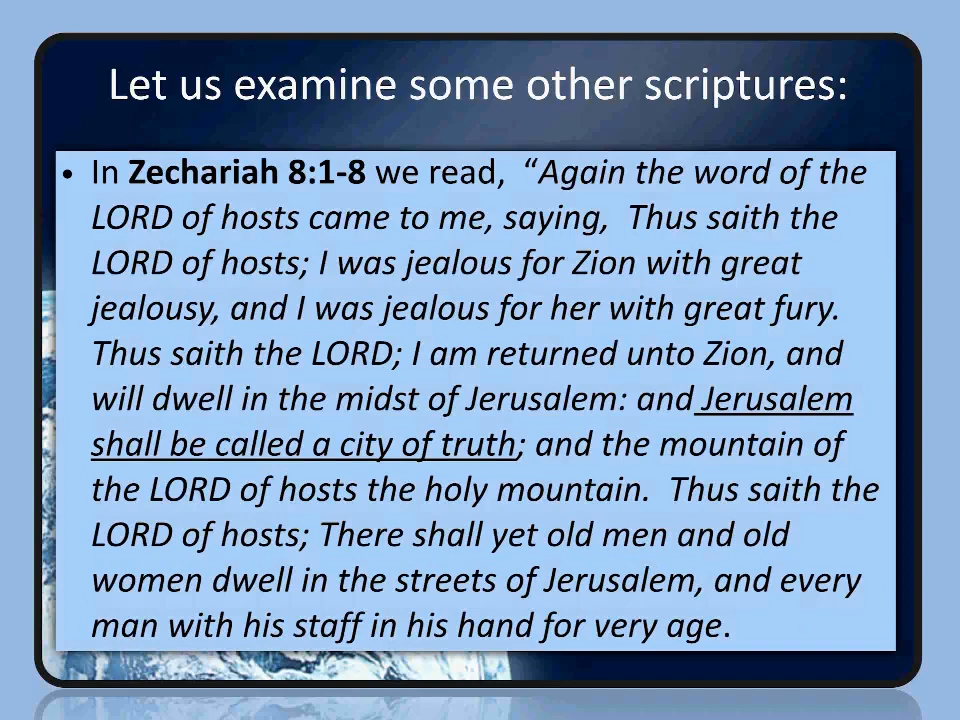 Let us examine some other scriptures:
• In Zechariah 8:1-8 we read,  “Again the word of the
LORD of hosts came to me, saying,  Thus saith the
LORD of hosts; I was jealous for Zion with great
jealousy, and I was jealous for her with great fury.
Thus saith the LORD; I am returned unto Zion, and
will dwell in the midst of Jerusalem: and Jerusalem
shall be called a city of truth; and the mountain of
the LORD of hosts the holy mountain.  Thus saith the
LORD of hosts; There shall yet old men and old
women dwell in the streets of Jerusalem, and every
man with his staff in his hand for very age.